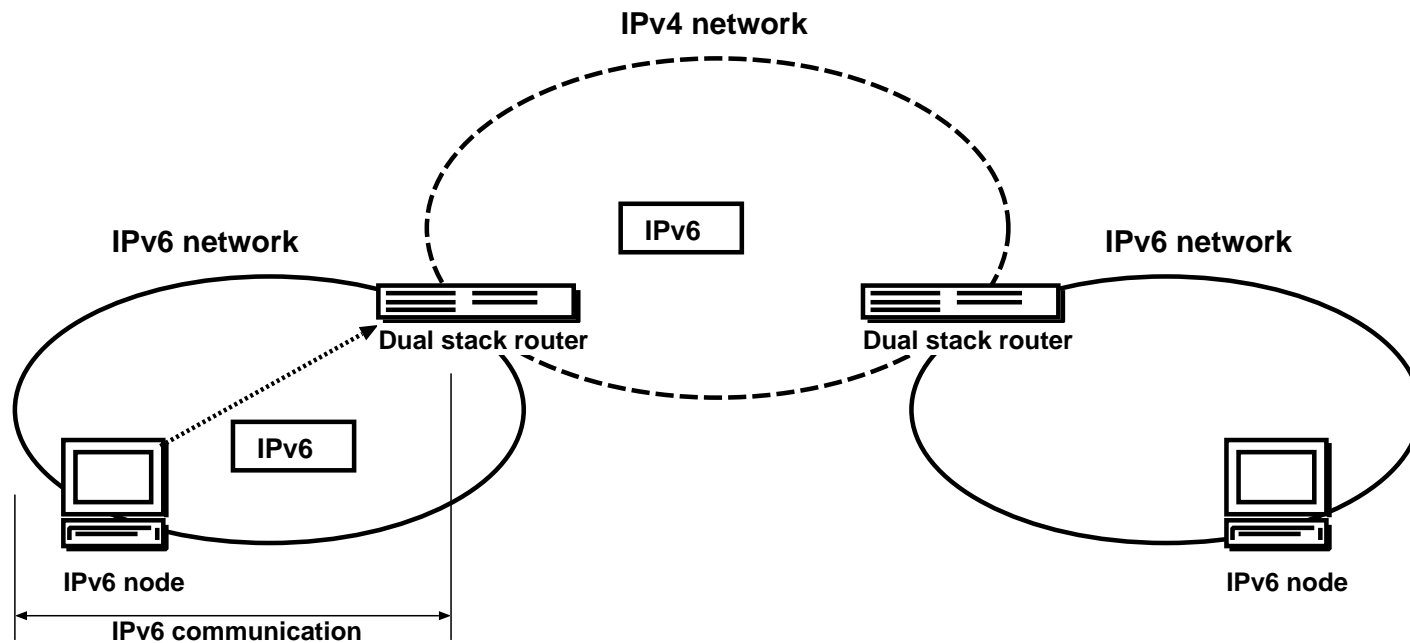 IPv4 network
IPv6
IPv6 network
IPv6 network
Dual stack router
Dual stack router
IPv6
IPv6 node
IPv6 node
IPv6 communication